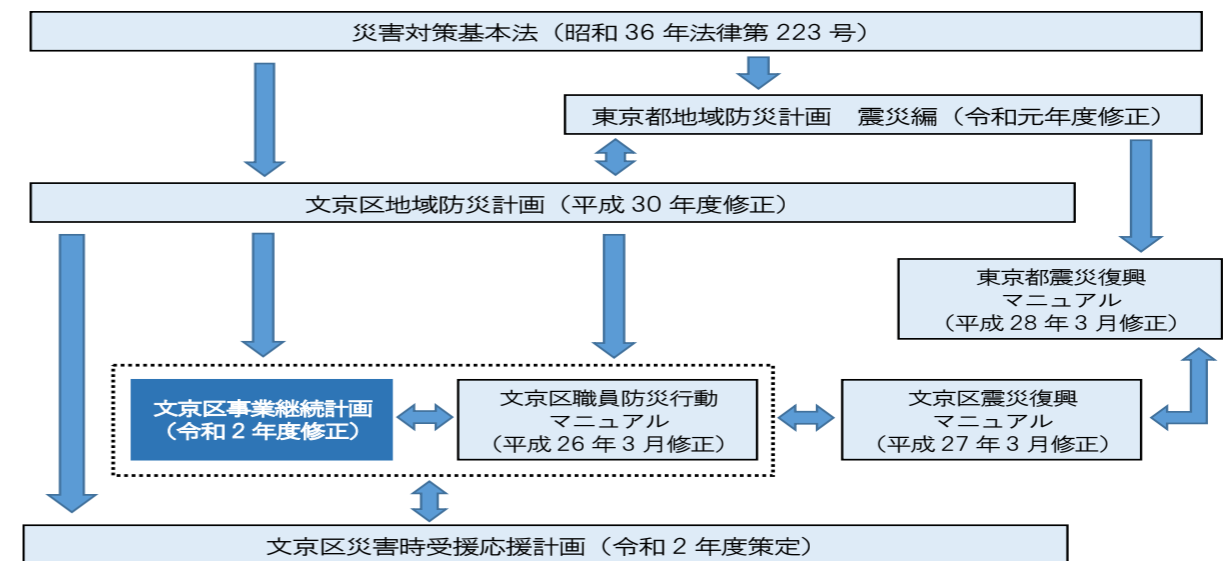 災害対策基本法（昭和 36 年法律第 223 号）
東京都地域防災計画　震災編（令和元年度修正）
文京区地域防災計画（平成 30 年度修正）
東京都震災復興
マニュアル
（平成 28 年 3 月修正）
文京区事業継続計画
（令和 2 年度修正）
文京区職員防災行動
マニュアル
（平成 26 年 3 月修正）
文京区震災復興
マニュアル
（平成 27 年 3 月修正）
文京区災害時受援応援計画（令和 2 年度策定）